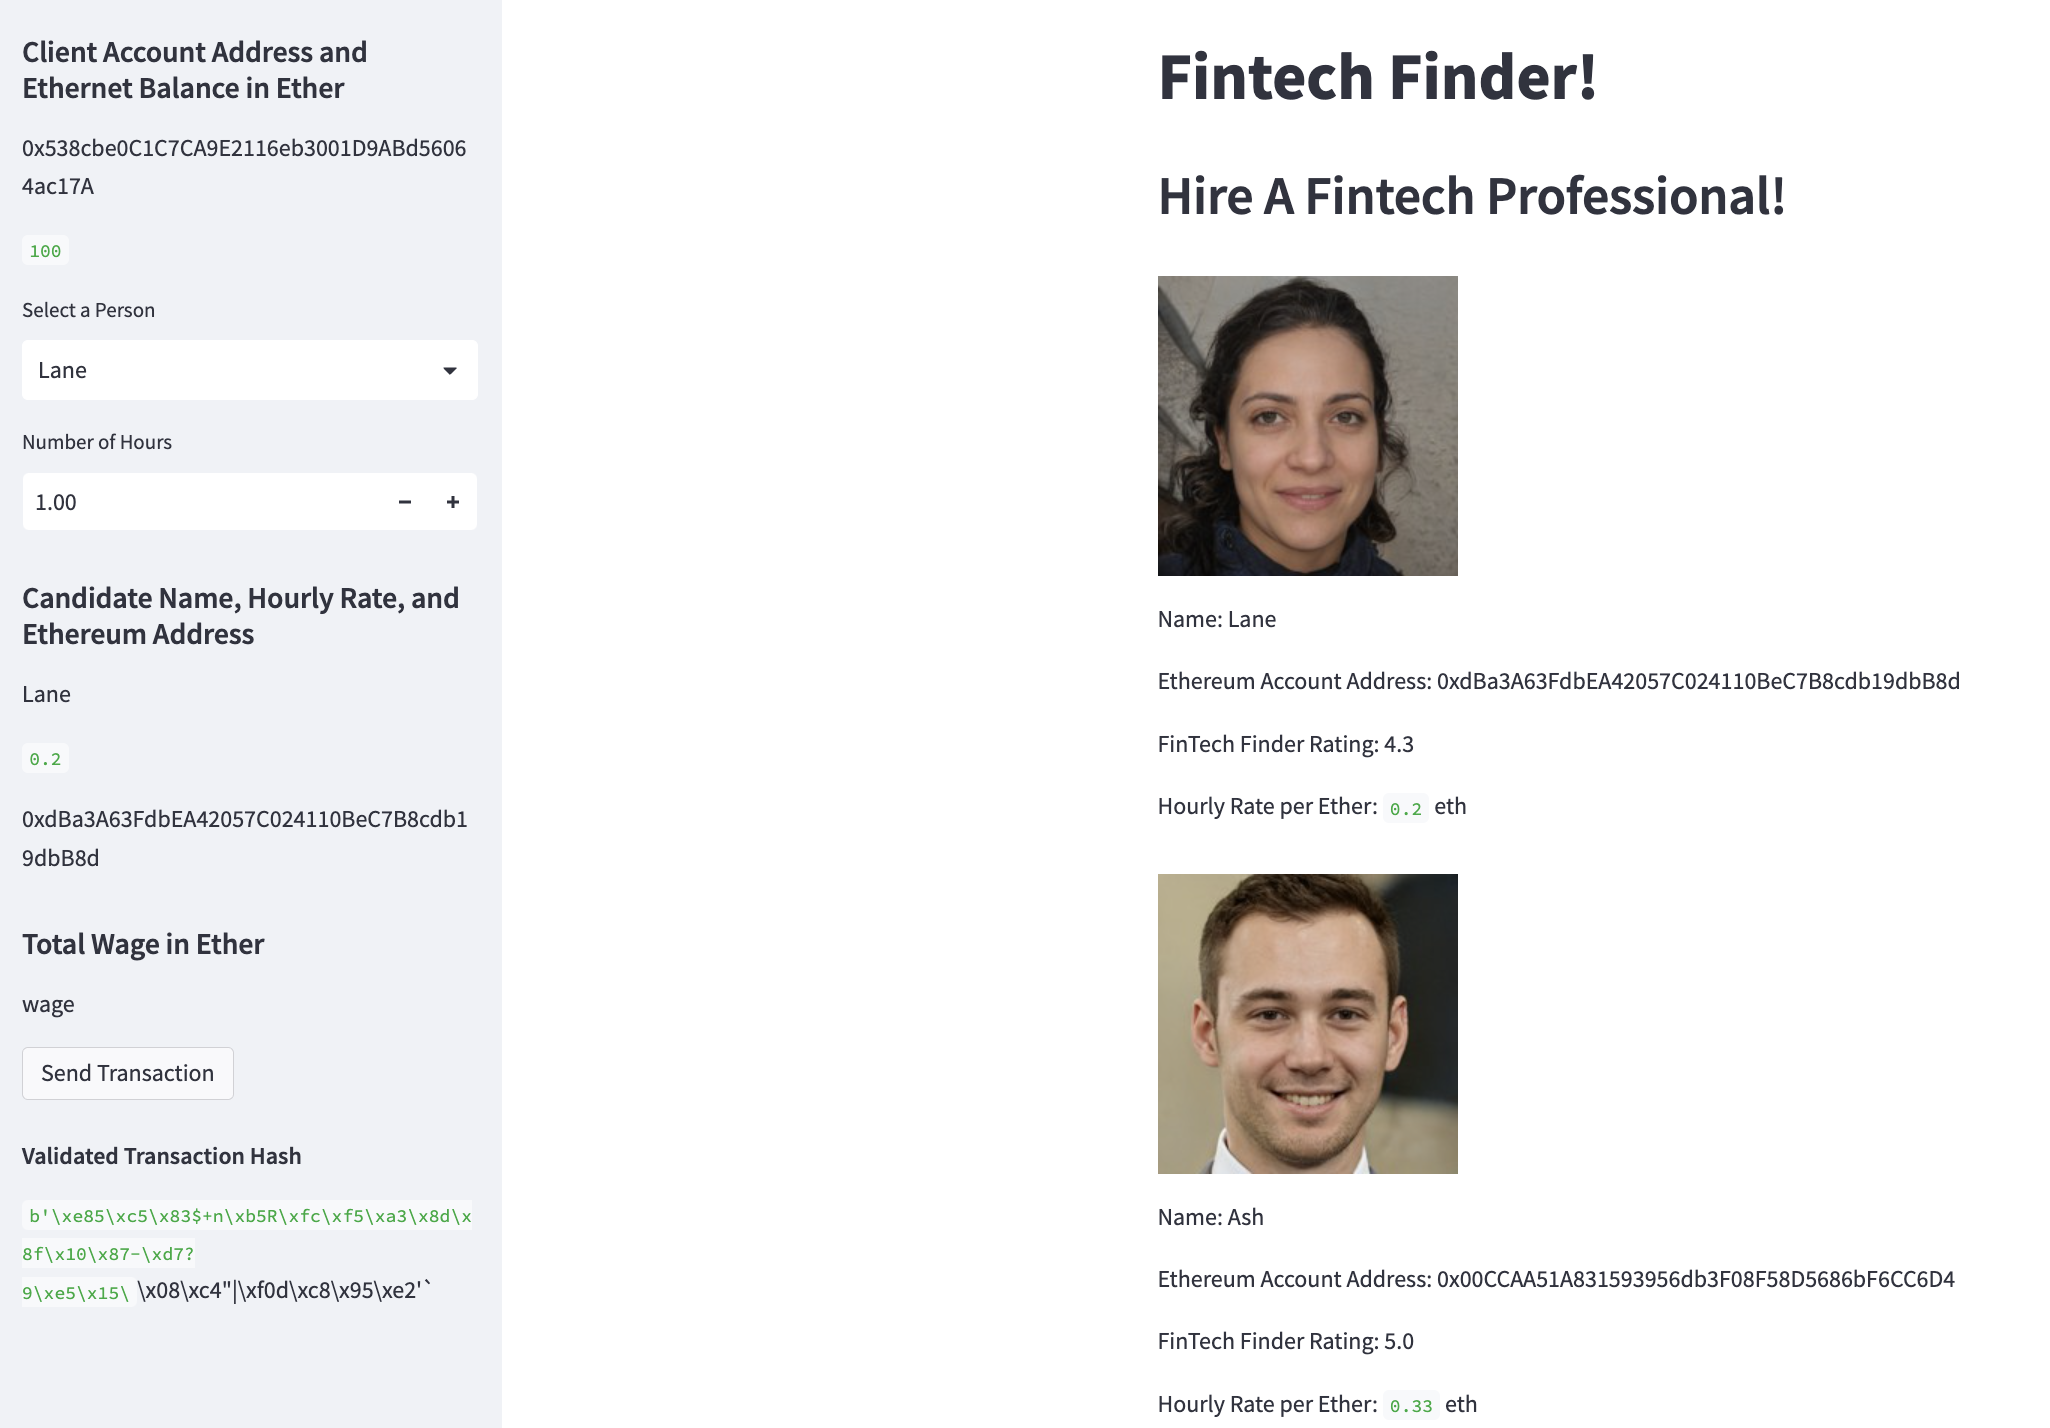 Client Account Address and
Ethernet Balance in Ether
0x538cbe0C1C7CA9E2116eb3001D9ABd5606
4ac17A
100
Select a Person
Lane
Number of Hours
1.00
Candidate Name, Hourly Rate, and
Ethereum Address
Lane
0.2
0xdBa3A63FdbEA42057C024110BeC7B8cdb1
9dbB8d
Total Wage in Ether
wage
Send Transaction
Validated Transaction Hash
b'\xe85\xc5\x83$+n\xb5R\xfc\xf5\xa3\x8d\x
8f\x10\x87-\xd7?
9\xe5\x15\ \x08\xc4"|\xf0d\xc8\x95\xe2'`
Fintech Finder!
Hire A Fintech Professional!
Name: Lane
Ethereum Account Address: 0xdBa3A63FdbEA42057C024110BeC7B8cdb19dbB8d
FinTech Finder Rating: 4.3
Hourly Rate per Ether: 0.2 eth
Name: Ash
Ethereum Account Address: 0x00CCAA51A831593956db3F08F58D5686bF6CC6D4
FinTech Finder Rating: 5.0
Hourly Rate per Ether: 0.33 eth